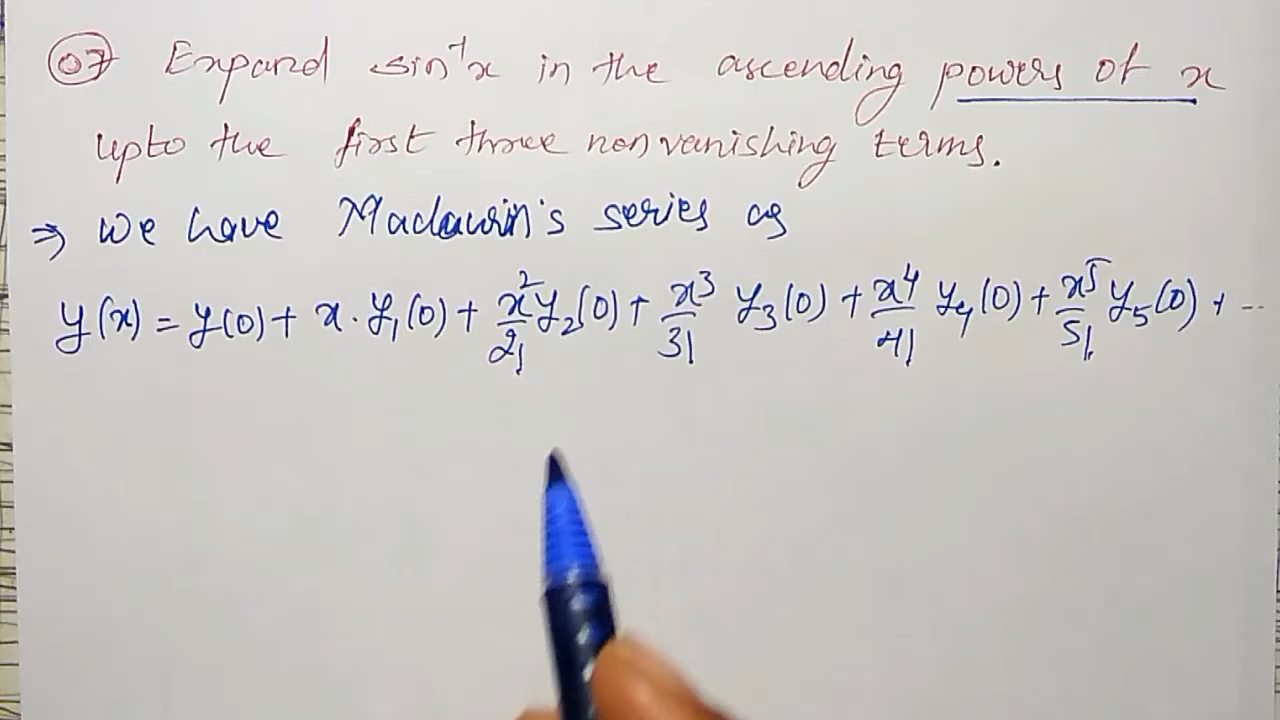 07 Expand sin⁻¹x in the ascending powers of x
upto the first three nonvanishing terms.
⇒ We have Maclaurin's series as
y(x) = y(0) + x · y₁(0) + x²/2! y₂(0) + x³/3! y₃(0) + x⁴/4! y₄(0) + x⁵/5! y₅(0) + ...